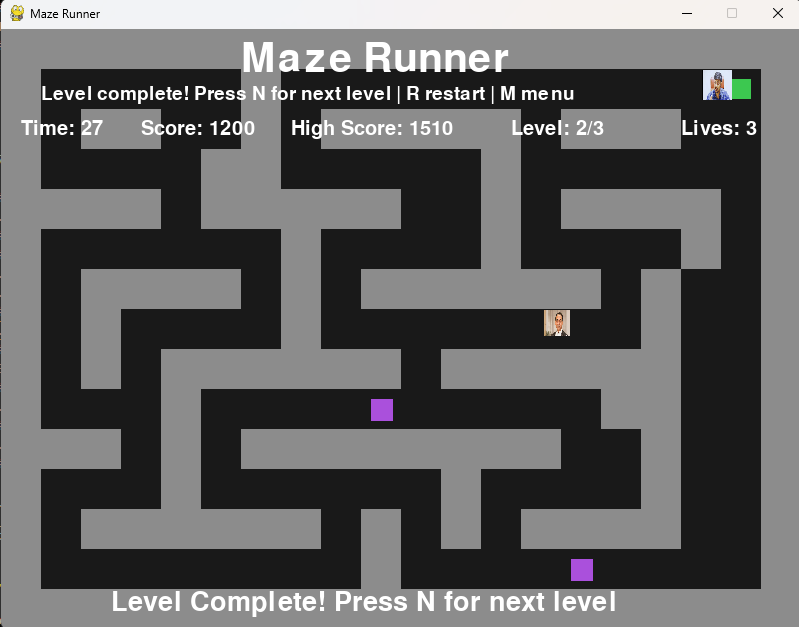 Maze Runner
Maze Runner
Level complete! Press N for next level | R restart | M menu
Time: 27 Score: 1200 High Score: 1510 Level: 2/3 Lives: 3
Level Complete! Press N for next level